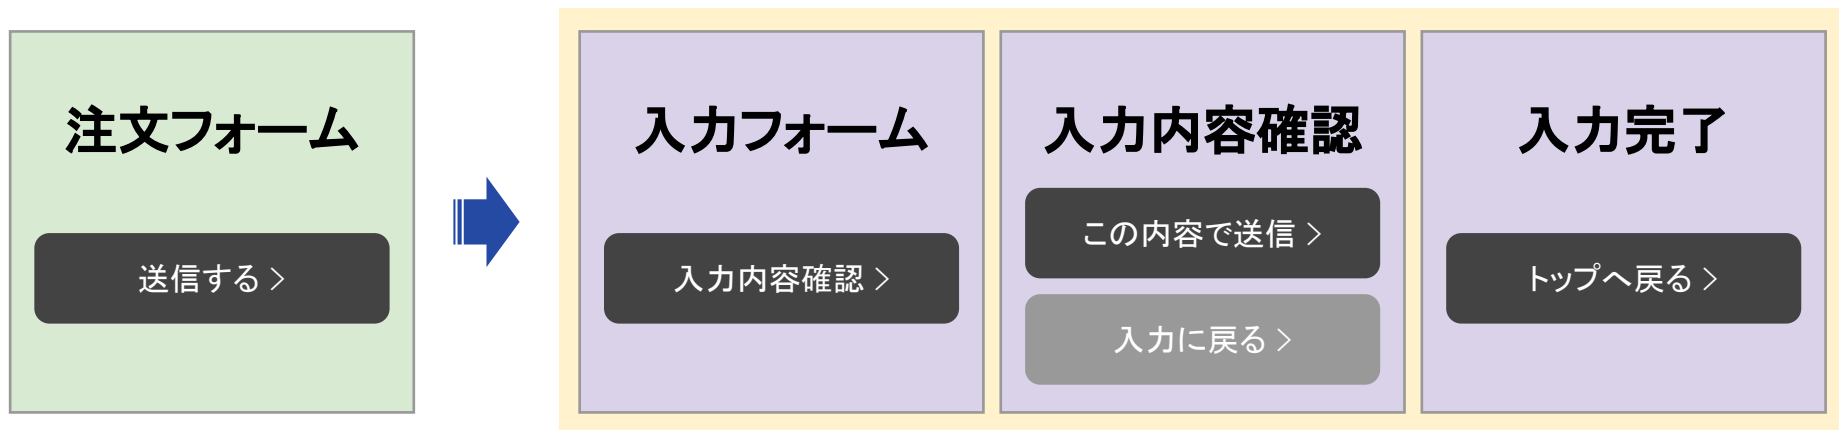 注文フォーム
送信する >
入力フォーム
入力内容確認 >
入力内容確認
この内容で送信 >
入力に戻る >
入力完了
トップへ戻る >